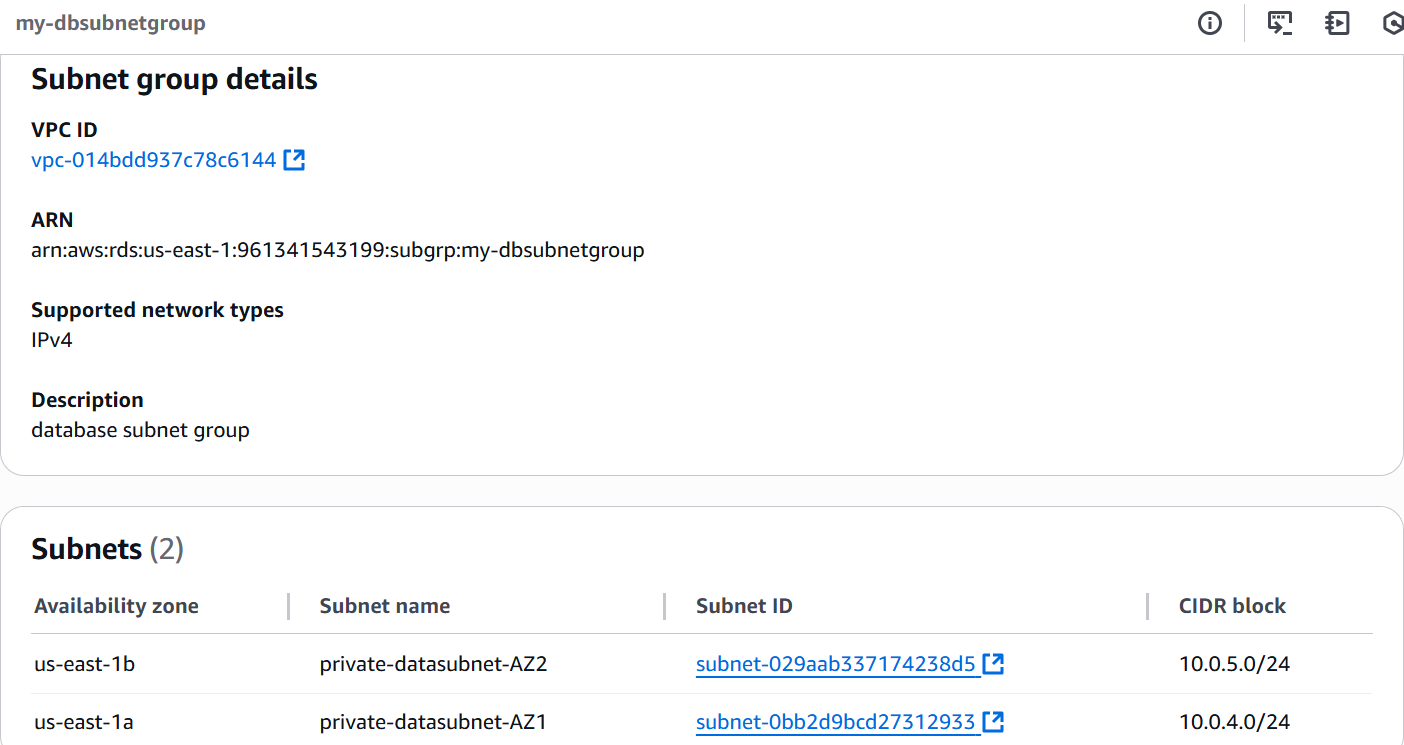 my-dbsubnetgroup
Subnet group details
VPC ID
vpc-014bdd937c78c6144
ARN
arn:aws:rds:us-east-1:961341543199:subgrp:my-dbsubnetgroup
Supported network types
IPv4
Description
database subnet group
Subnets (2)
Availability zone Subnet name Subnet ID CIDR block
us-east-1b private-datasubnet-AZ2 subnet-029aab337174238d5 10.0.5.0/24
us-east-1a private-datasubnet-AZ1 subnet-0bb2d9bcd27312933 10.0.4.0/24